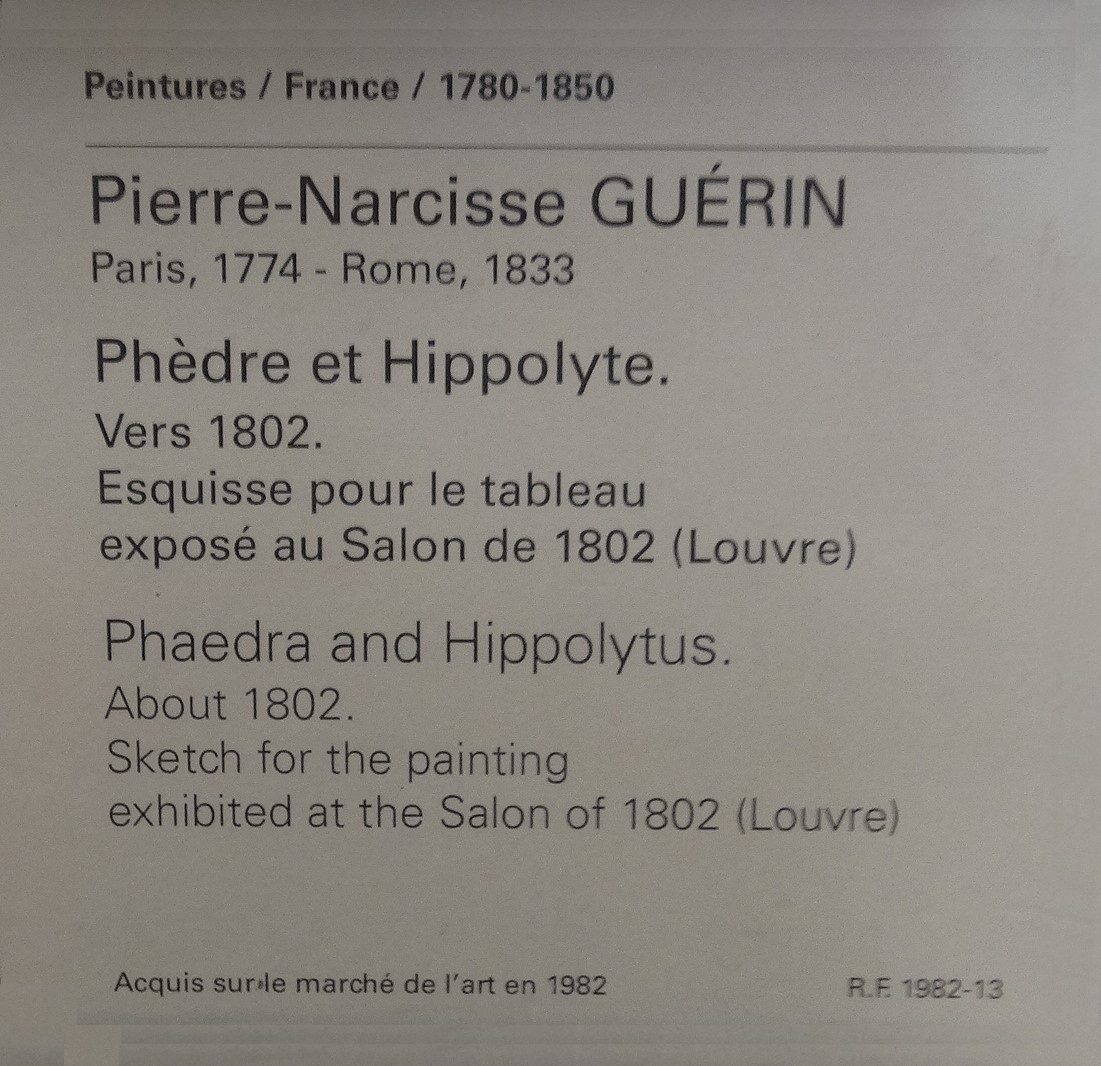 Peintures / France / 1780-1850
Pierre-Narcisse GUÉRIN
Paris, 1774 - Rome, 1833
Phèdre et Hippolyte.
Vers 1802.
Esquisse pour le tableau
exposé au Salon de 1802 (Louvre)
Phaedra and Hippolytus.
About 1802.
Sketch for the painting
exhibited at the Salon of 1802 (Louvre)
Acquis sur le marché de l'art en 1982
R.F. 1982-13